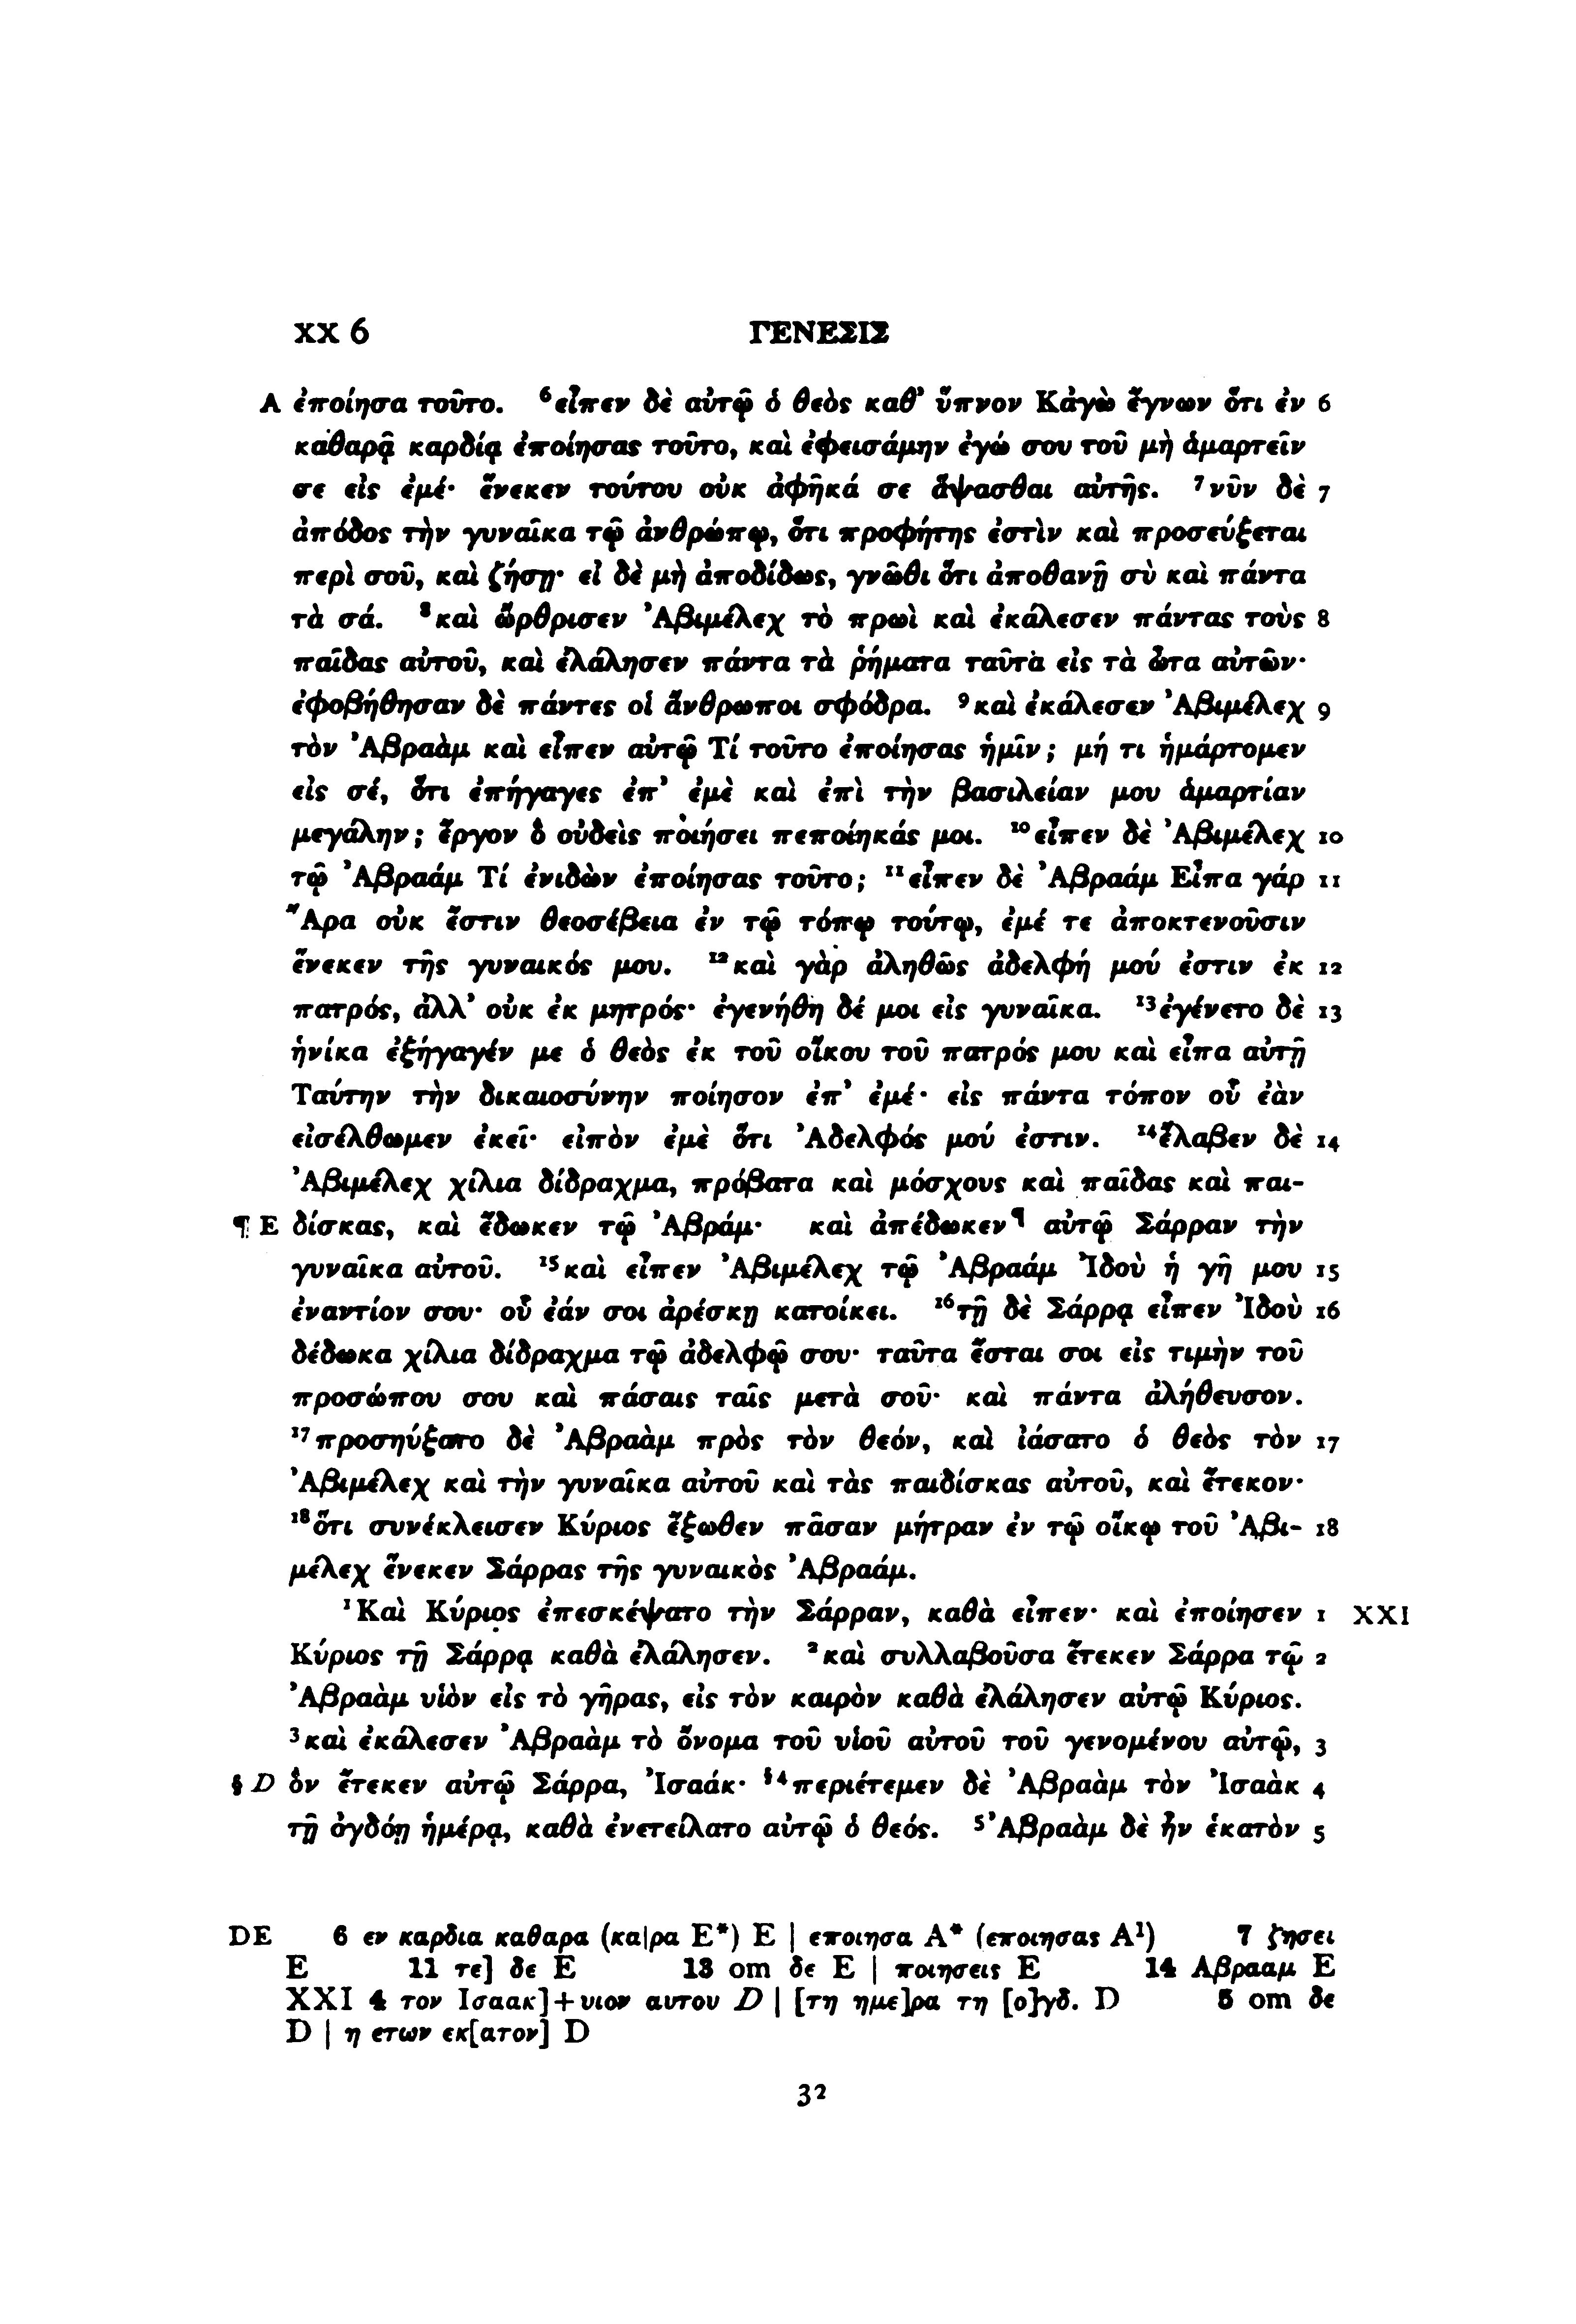 XX 6 ΓΕΝΕΣΙΣ
A ἐποίησα τοῦτο. ⁶εἶπεν δὲ αὐτῷ ὁ θεὸς καθ’ ὕπνον Κἀγὼ ἔγνων ὅτι ἐν 6
καθαρᾷ καρδίᾳ ἐποίησας τοῦτο, καὶ ἐφεισάμην ἐγώ σου τοῦ μὴ ἁμαρτεῖν
σε εἰς ἐμέ· ἕνεκεν τούτου οὐκ ἀφῆκά σε ἅψασθαι αὐτῆς. ⁷νῦν δὲ 7
ἀπόδος τὴν γυναῖκα τῷ ἀνθρώπῳ, ὅτι προφήτης ἐστὶν καὶ προσεύξεται
περὶ σοῦ, καὶ ζήσῃ· εἰ δὲ μὴ ἀποδίδως, γνῶθι ὅτι ἀποθανῇ σὺ καὶ πάντα
τὰ σά. ⁸καὶ ὤρθρισεν Ἀβιμέλεχ τὸ πρωὶ καὶ ἐκάλεσεν πάντας τοὺς 8
παῖδας αὐτοῦ, καὶ ἐλάλησεν πάντα τὰ ῥήματα ταῦτα εἰς τὰ ὦτα αὐτῶν·
ἐφοβήθησαν δὲ πάντες οἱ ἄνθρωποι σφόδρα. ⁹καὶ ἐκάλεσεν Ἀβιμέλεχ 9
τὸν Ἀβραὰμ καὶ εἶπεν αὐτῷ Τί τοῦτο ἐποίησας ἡμῖν; μή τι ἡμάρτομεν
εἰς σέ, ὅτι ἐπήγαγες ἐπ’ ἐμὲ καὶ ἐπὶ τὴν βασιλείαν μου ἁμαρτίαν
μεγάλην; ἔργον ὃ οὐδεὶς ποιήσει πεποίηκάς μοι. ¹⁰εἶπεν δὲ Ἀβιμέλεχ 10
τῷ Ἀβραάμ Τί ἐνιδὼν ἐποίησας τοῦτο; ¹¹εἶπεν δὲ Ἀβραάμ Εἶπα γάρ 11
Ἄρα οὐκ ἔστιν θεοσέβεια ἐν τῷ τόπῳ τούτῳ, ἐμέ τε ἀποκτενοῦσιν
ἕνεκεν τῆς γυναικός μου. ¹²καὶ γὰρ ἀληθῶς ἀδελφή μού ἐστιν ἐκ 12
πατρός, ἀλλ’ οὐκ ἐκ μητρός· ἐγενήθη δέ μοι εἰς γυναῖκα. ¹³ἐγένετο δὲ 13
ἡνίκα ἐξήγαγέν με ὁ θεὸς ἐκ τοῦ οἴκου τοῦ πατρός μου καὶ εἶπα αὐτῇ
Ταύτην τὴν δικαιοσύνην ποίησον ἐπ’ ἐμέ· εἰς πάντα τόπον οὗ ἐὰν
εἰσέλθωμεν ἐκεῖ· εἰπὸν ἐμὲ ὅτι Ἀδελφός μού ἐστιν. ¹⁴ἔλαβεν δὲ 14
Ἀβιμέλεχ χίλια δίδραχμα, πρόβατα καὶ μόσχους καὶ παῖδας καὶ παι-
¶ E δίσκας, καὶ ἔδωκεν τῷ Ἀβράμ· καὶ ἀπέδωκεν¶ αὐτῷ Σάρραν τὴν
γυναῖκα αὐτοῦ. ¹⁵καὶ εἶπεν Ἀβιμέλεχ τῷ Ἀβραάμ Ἰδοὺ ἡ γῆ μου 15
ἐναντίον σου· οὗ ἐάν σοι ἀρέσκῃ κατοίκει. ¹⁶τῇ δὲ Σάρρᾳ εἶπεν Ἰδοὺ 16
δέδωκα χίλια δίδραχμα τῷ ἀδελφῷ σου· ταῦτα ἔσται σοι εἰς τιμὴν τοῦ
προσώπου σου καὶ πάσαις ταῖς μετὰ σοῦ· καὶ πάντα ἀλήθευσον.
¹⁷προσηύξατο δὲ Ἀβραὰμ πρὸς τὸν θεόν, καὶ ἰάσατο ὁ θεὸς τὸν 17
Ἀβιμέλεχ καὶ τὴν γυναῖκα αὐτοῦ καὶ τὰς παιδίσκας αὐτοῦ, καὶ ἔτεκον·
¹⁸ὅτι συνέκλεισεν Κύριος ἔξωθεν πᾶσαν μήτραν ἐν τῷ οἴκῳ τοῦ Ἀβι- 18
μέλεχ ἕνεκεν Σάρρας τῆς γυναικὸς Ἀβραάμ.
¹Καὶ Κύριος ἐπεσκέψατο τὴν Σάρραν, καθὰ εἶπεν· καὶ ἐποίησεν 1 XXI
Κύριος τῇ Σάρρᾳ καθὰ ἐλάλησεν. ²καὶ συλλαβοῦσα ἔτεκεν Σάρρα τῷ 2
Ἀβραὰμ υἱὸν εἰς τὸ γῆρας, εἰς τὸν καιρὸν καθὰ ἐλάλησεν αὐτῷ Κύριος.
³καὶ ἐκάλεσεν Ἀβραὰμ τὸ ὄνομα τοῦ υἱοῦ αὐτοῦ τοῦ γενομένου αὐτῷ, 3
§ D ὃν ἔτεκεν αὐτῷ Σάρρα, Ἰσαάκ· §⁴περιέτεμεν δὲ Ἀβραὰμ τὸν Ἰσαὰκ 4
τῇ ὀγδόῃ ἡμέρᾳ, καθὰ ἐνετείλατο αὐτῷ ὁ θεός. ⁵Ἀβραὰμ δὲ ἦν ἑκατὸν 5
DE 6 εν καρδια καθαρα (κα|ρα E*) E | εποιησα A* (εποιησας A¹) 7 ζησει
E 11 τε] δε E 13 om δε E | ποιησεις E 14 Αβρααμ E
XXI 4 τον Ισαακ]+υιον αυτου D | [τη ημε]ρα τη [ο]γδ. D 5 om δε
D | η ετων εκ[ατον] D
32